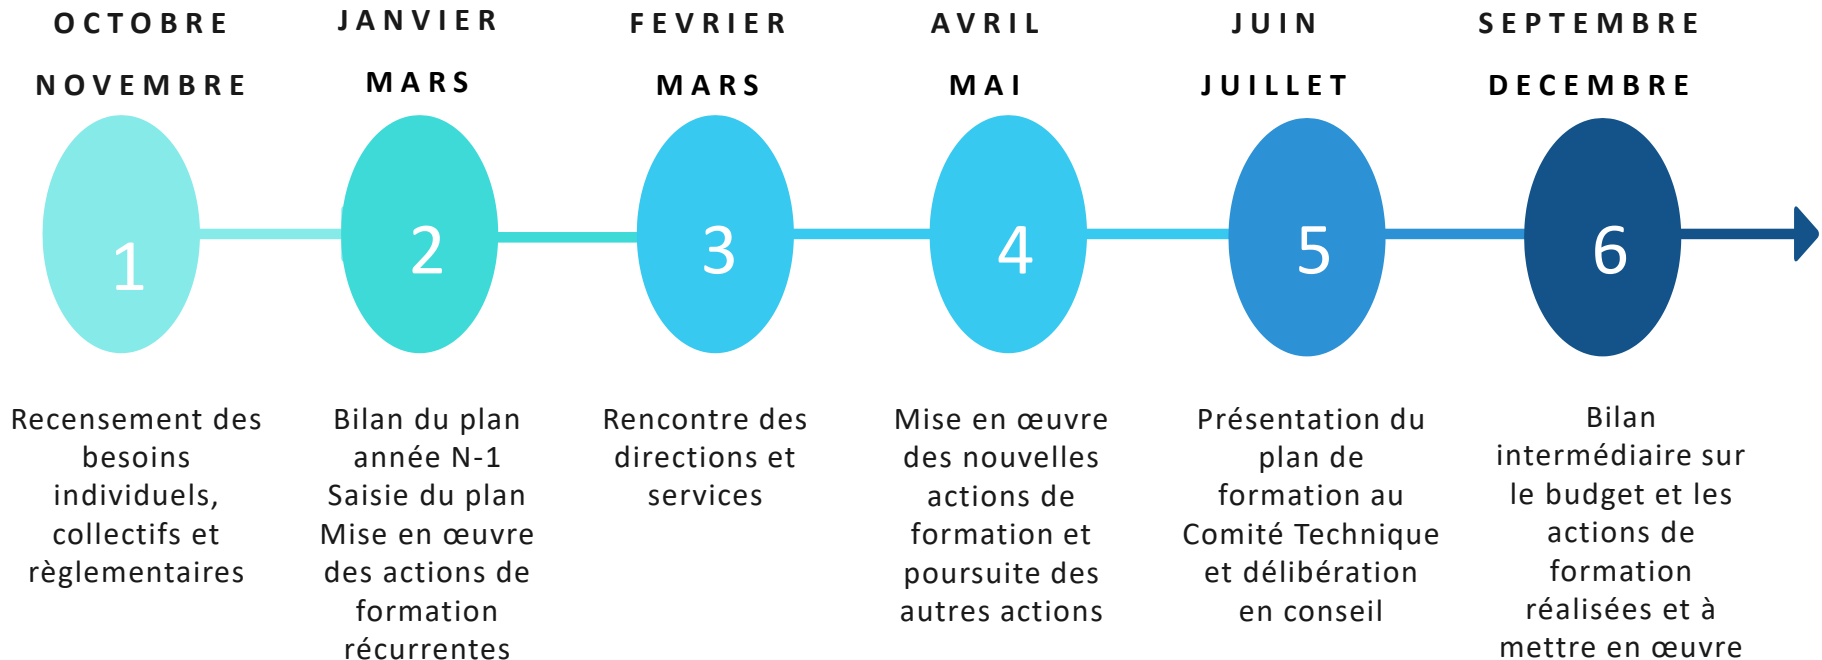 OCTOBRE
NOVEMBRE
1
Recensement des
besoins
individuels,
collectifs et
règlementaires
JANVIER
MARS
2
Bilan du plan
année N-1
Saisie du plan
Mise en œuvre
des actions de
formation
récurrentes
FEVRIER
MARS
3
Rencontre des
directions et
services
AVRIL
MAI
4
Mise en œuvre
des nouvelles
actions de
formation et
poursuite des
autres actions
JUIN
JUILLET
5
Présentation du
plan de
formation au
Comité Technique
et délibération
en conseil
SEPTEMBRE
DECEMBRE
6
Bilan
intermédiaire sur
le budget et les
actions de
formation
réalisées et à
mettre en œuvre